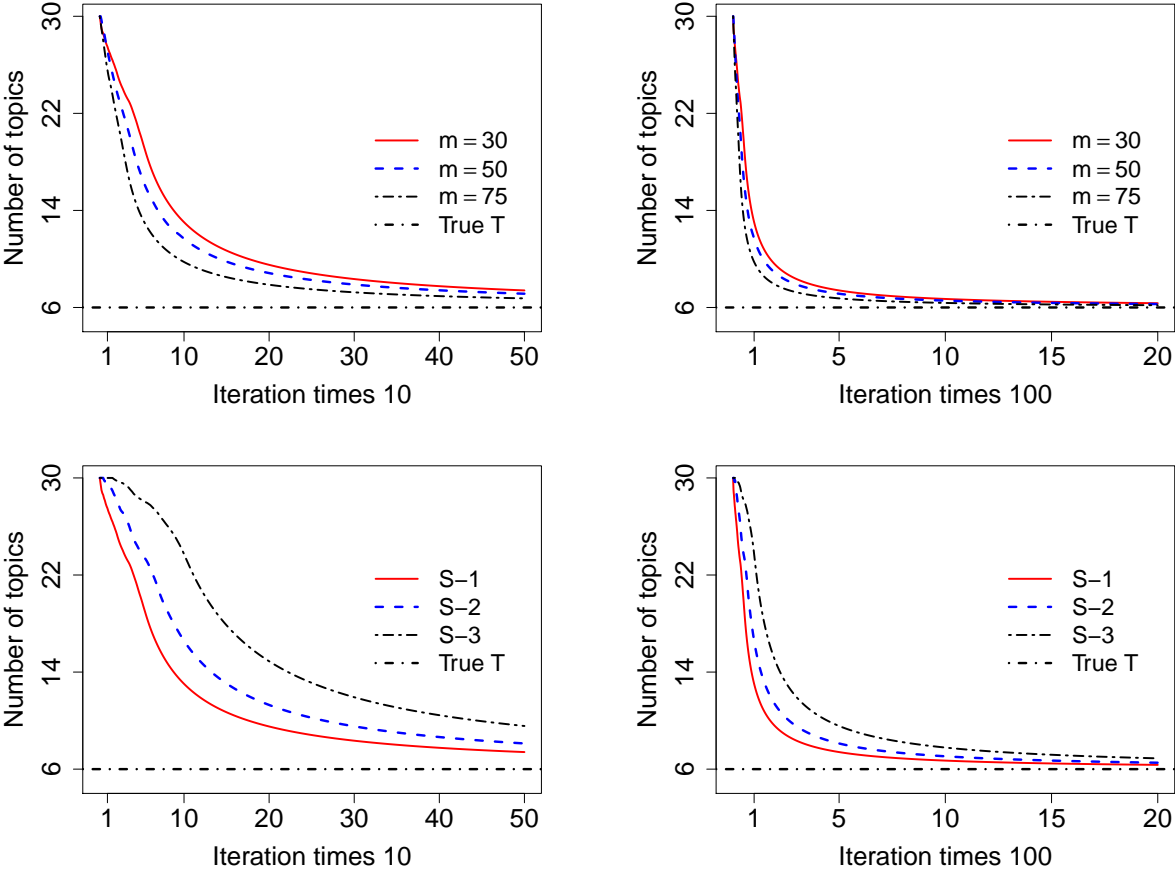 Number of topics
30
22
14
6
m = 30
m = 50
m = 75
True T
1 10 20 30 40 50
Iteration times 10
Number of topics
30
22
14
6
m = 30
m = 50
m = 75
True T
1 5 10 15 20
Iteration times 100
Number of topics
30
22
14
6
S−1
S−2
S−3
True T
1 10 20 30 40 50
Iteration times 10
Number of topics
30
22
14
6
S−1
S−2
S−3
True T
1 5 10 15 20
Iteration times 100